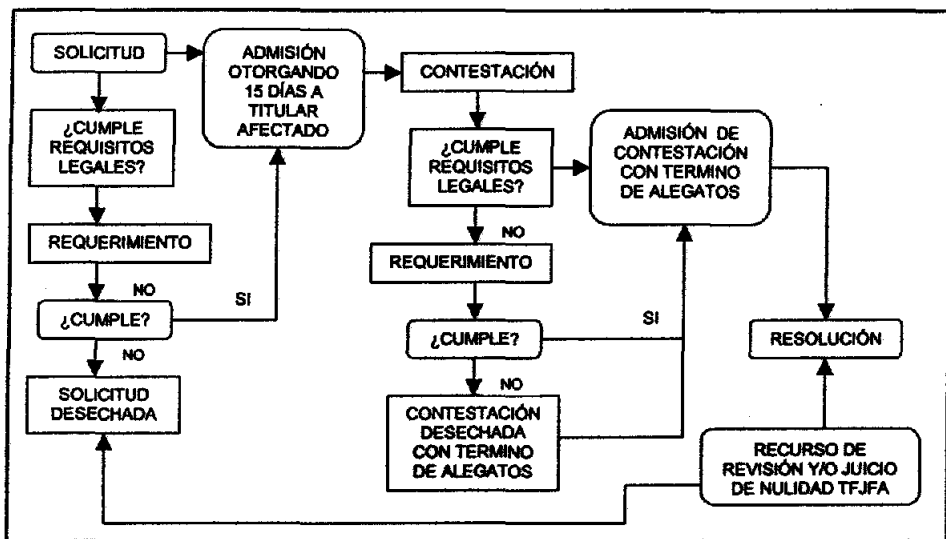 SOLICITUD
ADMISIÓN
OTORGANDO
15 DÍAS A
TITULAR
AFECTADO
CONTESTACIÓN
¿CUMPLE
REQUISITOS
LEGALES?
¿CUMPLE
REQUISITOS
LEGALES?
ADMISIÓN DE
CONTESTACIÓN
CON TERMINO
DE ALEGATOS
REQUERIMIENTO
NO
REQUERIMIENTO
NO
SI
¿CUMPLE?
SI
¿CUMPLE?
RESOLUCIÓN
NO
SOLICITUD
DESECHADA
NO
CONTESTACIÓN
DESECHADA
CON TERMINO
DE ALEGATOS
RECURSO DE
REVISIÓN Y/O JUICIO
DE NULIDAD TFJFA